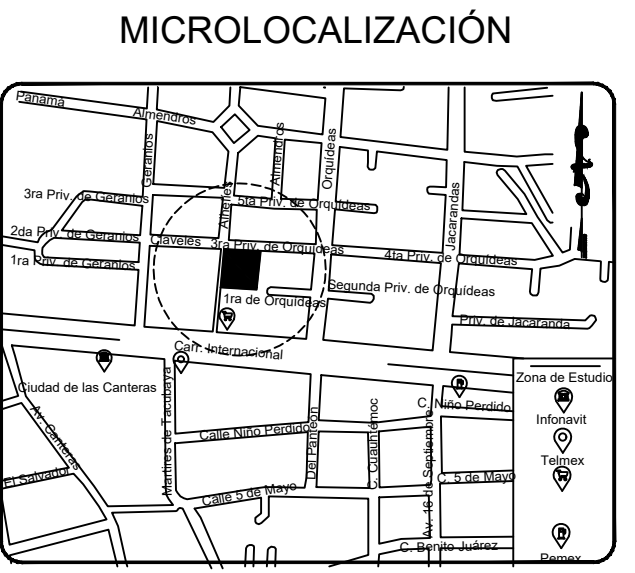 MICROLOCALIZACIÓN
Panamá
Almendros
Geranios
Almendros
Orquídeas
3ra Priv. de Geranios
5ta Priv. de Orquídeas
Jacarandas
2da Priv. de Geranios
Claveles
3ra Priv. de Orquídeas
4ta Priv. de Orquídeas
1ra Priv. de Geranios
Segunda Priv. de Orquídeas
1ra de Orquídeas
Priv. de Jacaranda
Carr. Internacional
Ciudad de las Canteras
Zona de Estudio
Av. Canteras
Martires de Tacubaya
Del Panteón
C. Cuauhtémoc
Av. 16 de Septiembre
C. Niño Perdido
Infonavit
Calle Niño Perdido
Telmex
El Salvador
Calle 5 de Mayo
C. 5 de Mayo
C. Benito Juárez
Pemex